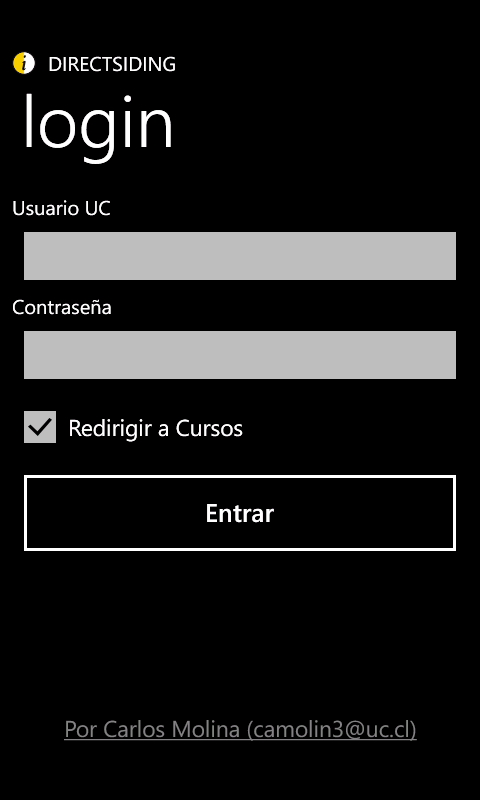 i DIRECTSIDING
login
Usuario UC
Contraseña
Redirigir a Cursos
Entrar
Por Carlos Molina (camolin3@uc.cl)